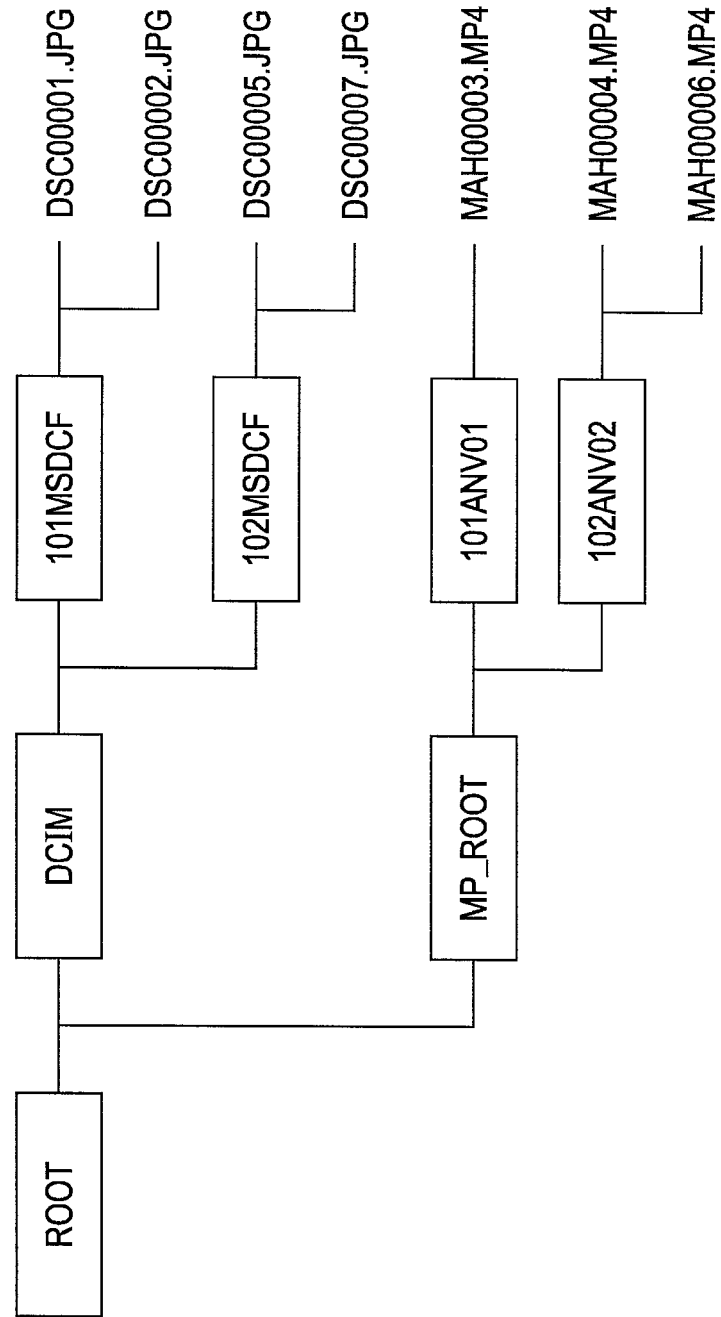 ROOT
DCIM
101MSDCF
DSC00001.JPG
DSC00002.JPG
102MSDCF
DSC00005.JPG
DSC00007.JPG
MP_ROOT
101ANV01
MAH00003.MP4
102ANV02
MAH00004.MP4
MAH00006.MP4